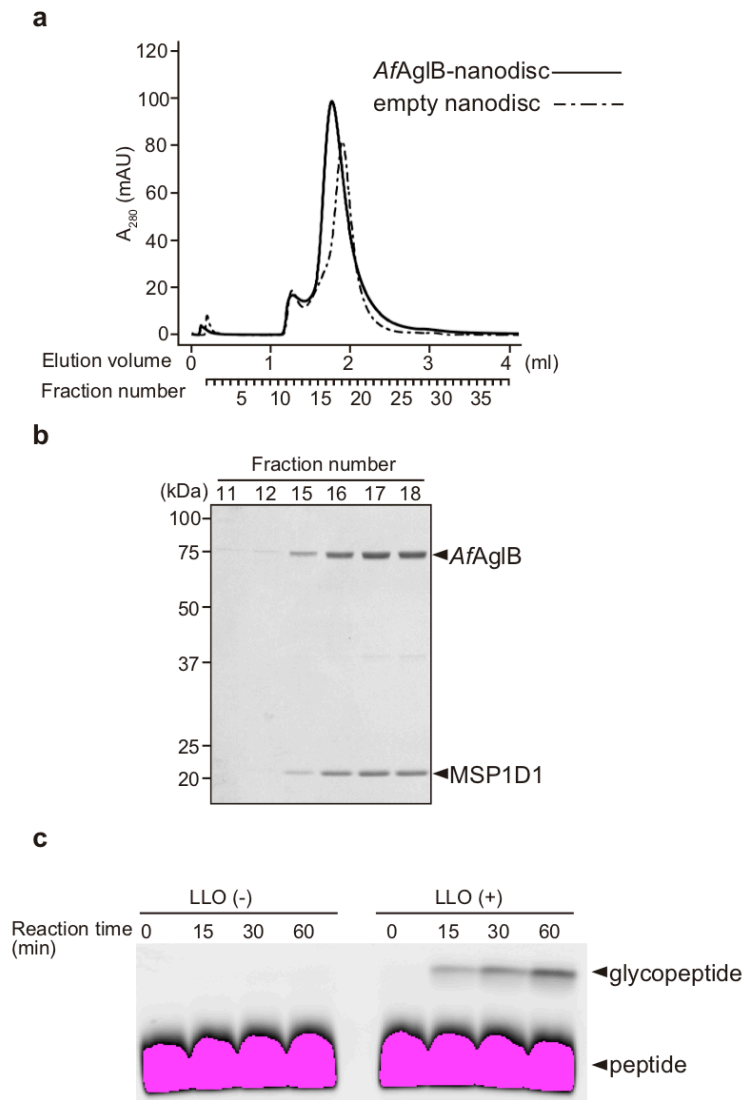 a
120
100
80
60
40
20
0
A280 (mAU)
AfAglB-nanodisc
empty nanodisc
Elution volume 0 1 2 3 4 (ml)
Fraction number 5 10 15 20 25 30 35
b
Fraction number
(kDa) 11 12 15 16 17 18
100
75
50
37
25
20
AfAglB
MSP1D1
c
LLO (-) LLO (+)
Reaction time 0 15 30 60 0 15 30 60
(min)
glycopeptide
peptide